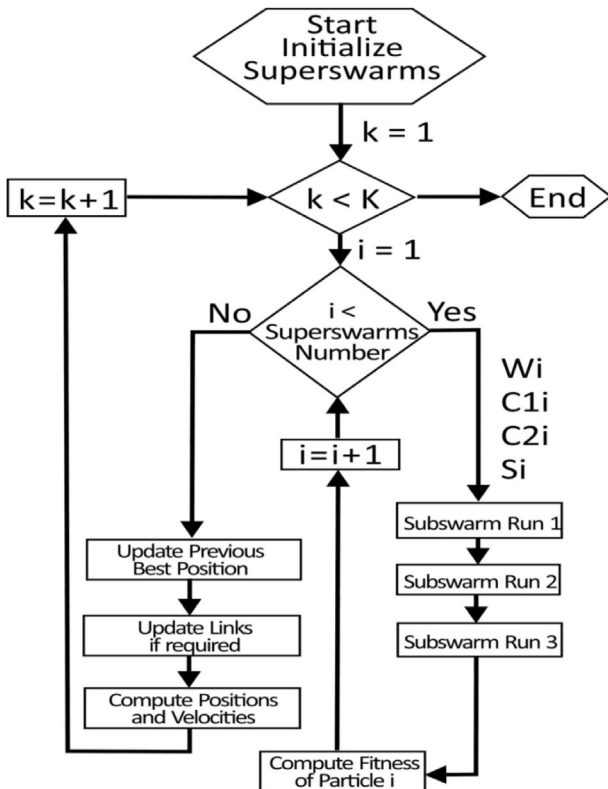 Start
Initialize
Superswarms
k = 1
k=k+1
k < K
End
i = 1
No
i <
Superswarms
Number
Yes
Wi
C1i
C2i
Si
i=i+1
Subswarm Run 1
Update Previous
Best Position
Subswarm Run 2
Update Links
if required
Subswarm Run 3
Compute Positions
and Velocities
Compute Fitness
of Particle i